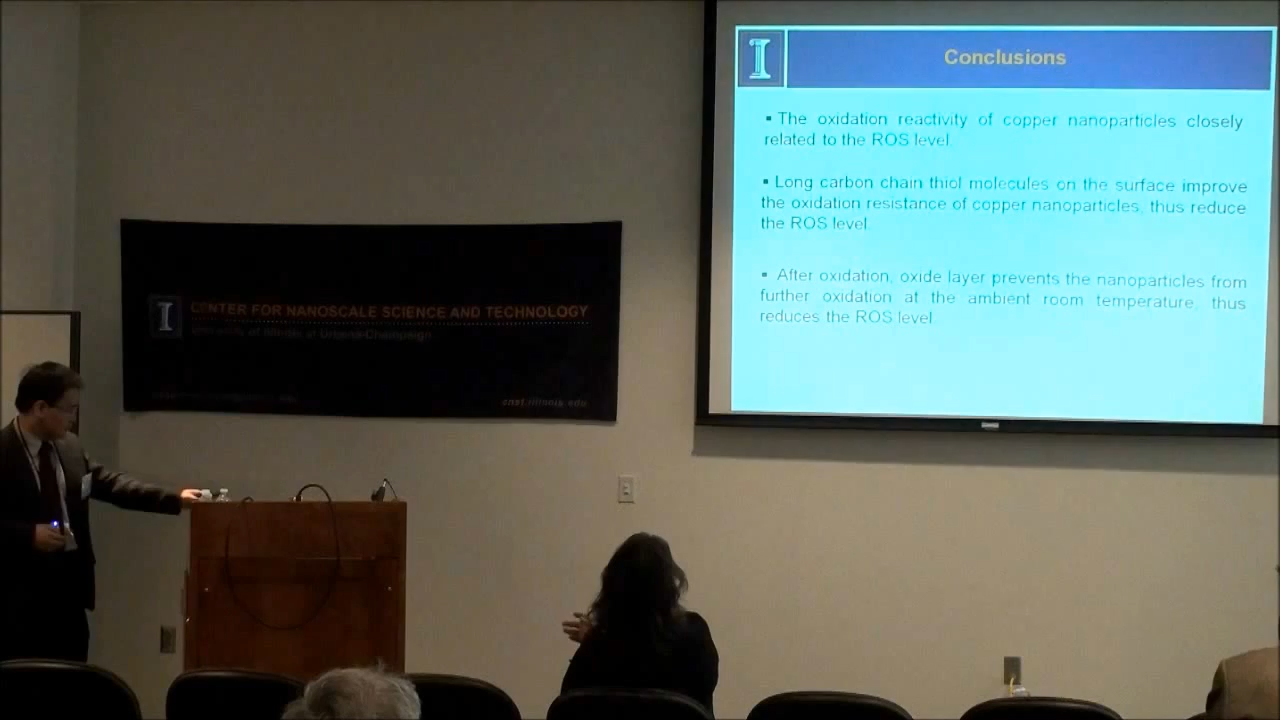 I
Conclusions
▪ The oxidation reactivity of copper nanoparticles closely
related to the ROS level.
▪ Long carbon chain thiol molecules on the surface improve
the oxidation resistance of copper nanoparticles, thus reduce
the ROS level.
▪ After oxidation, oxide layer prevents the nanoparticles from
further oxidation at the ambient room temperature, thus
reduces the ROS level.
I
CENTER FOR NANOSCALE SCIENCE AND TECHNOLOGY
University of Illinois at Urbana-Champaign
cnst.illinois.edu